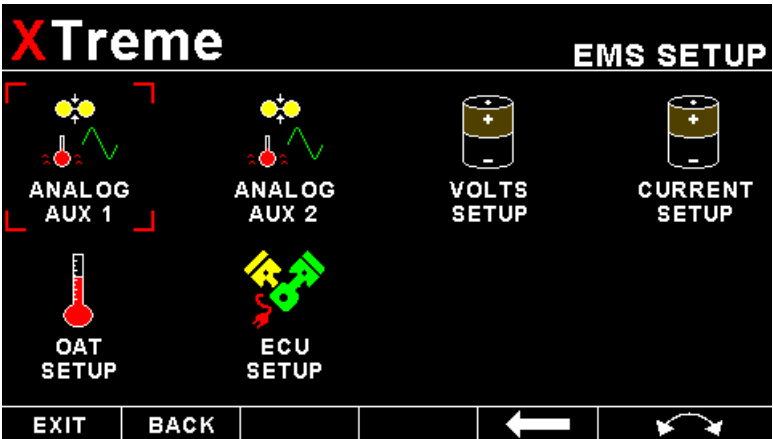 XTreme
EMS SETUP
ANALOG
AUX 1
ANALOG
AUX 2
VOLTS
SETUP
CURRENT
SETUP
OAT
SETUP
ECU
SETUP
EXIT
BACK